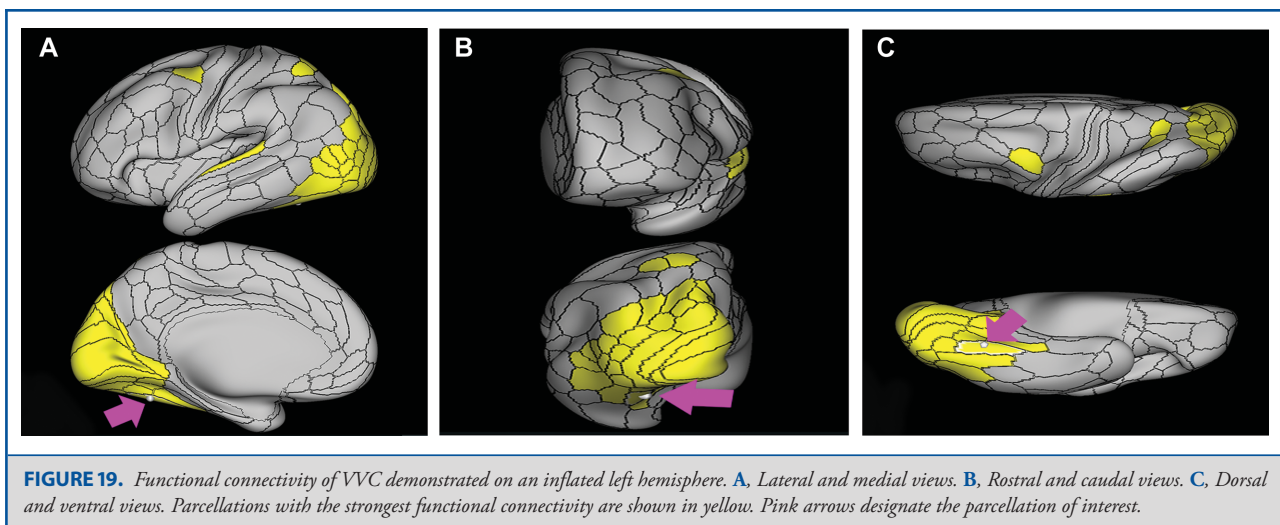 A
B
C
FIGURE 19. Functional connectivity of VVC demonstrated on an inflated left hemisphere. A, Lateral and medial views. B, Rostral and caudal views. C, Dorsal
and ventral views. Parcellations with the strongest functional connectivity are shown in yellow. Pink arrows designate the parcellation of interest.